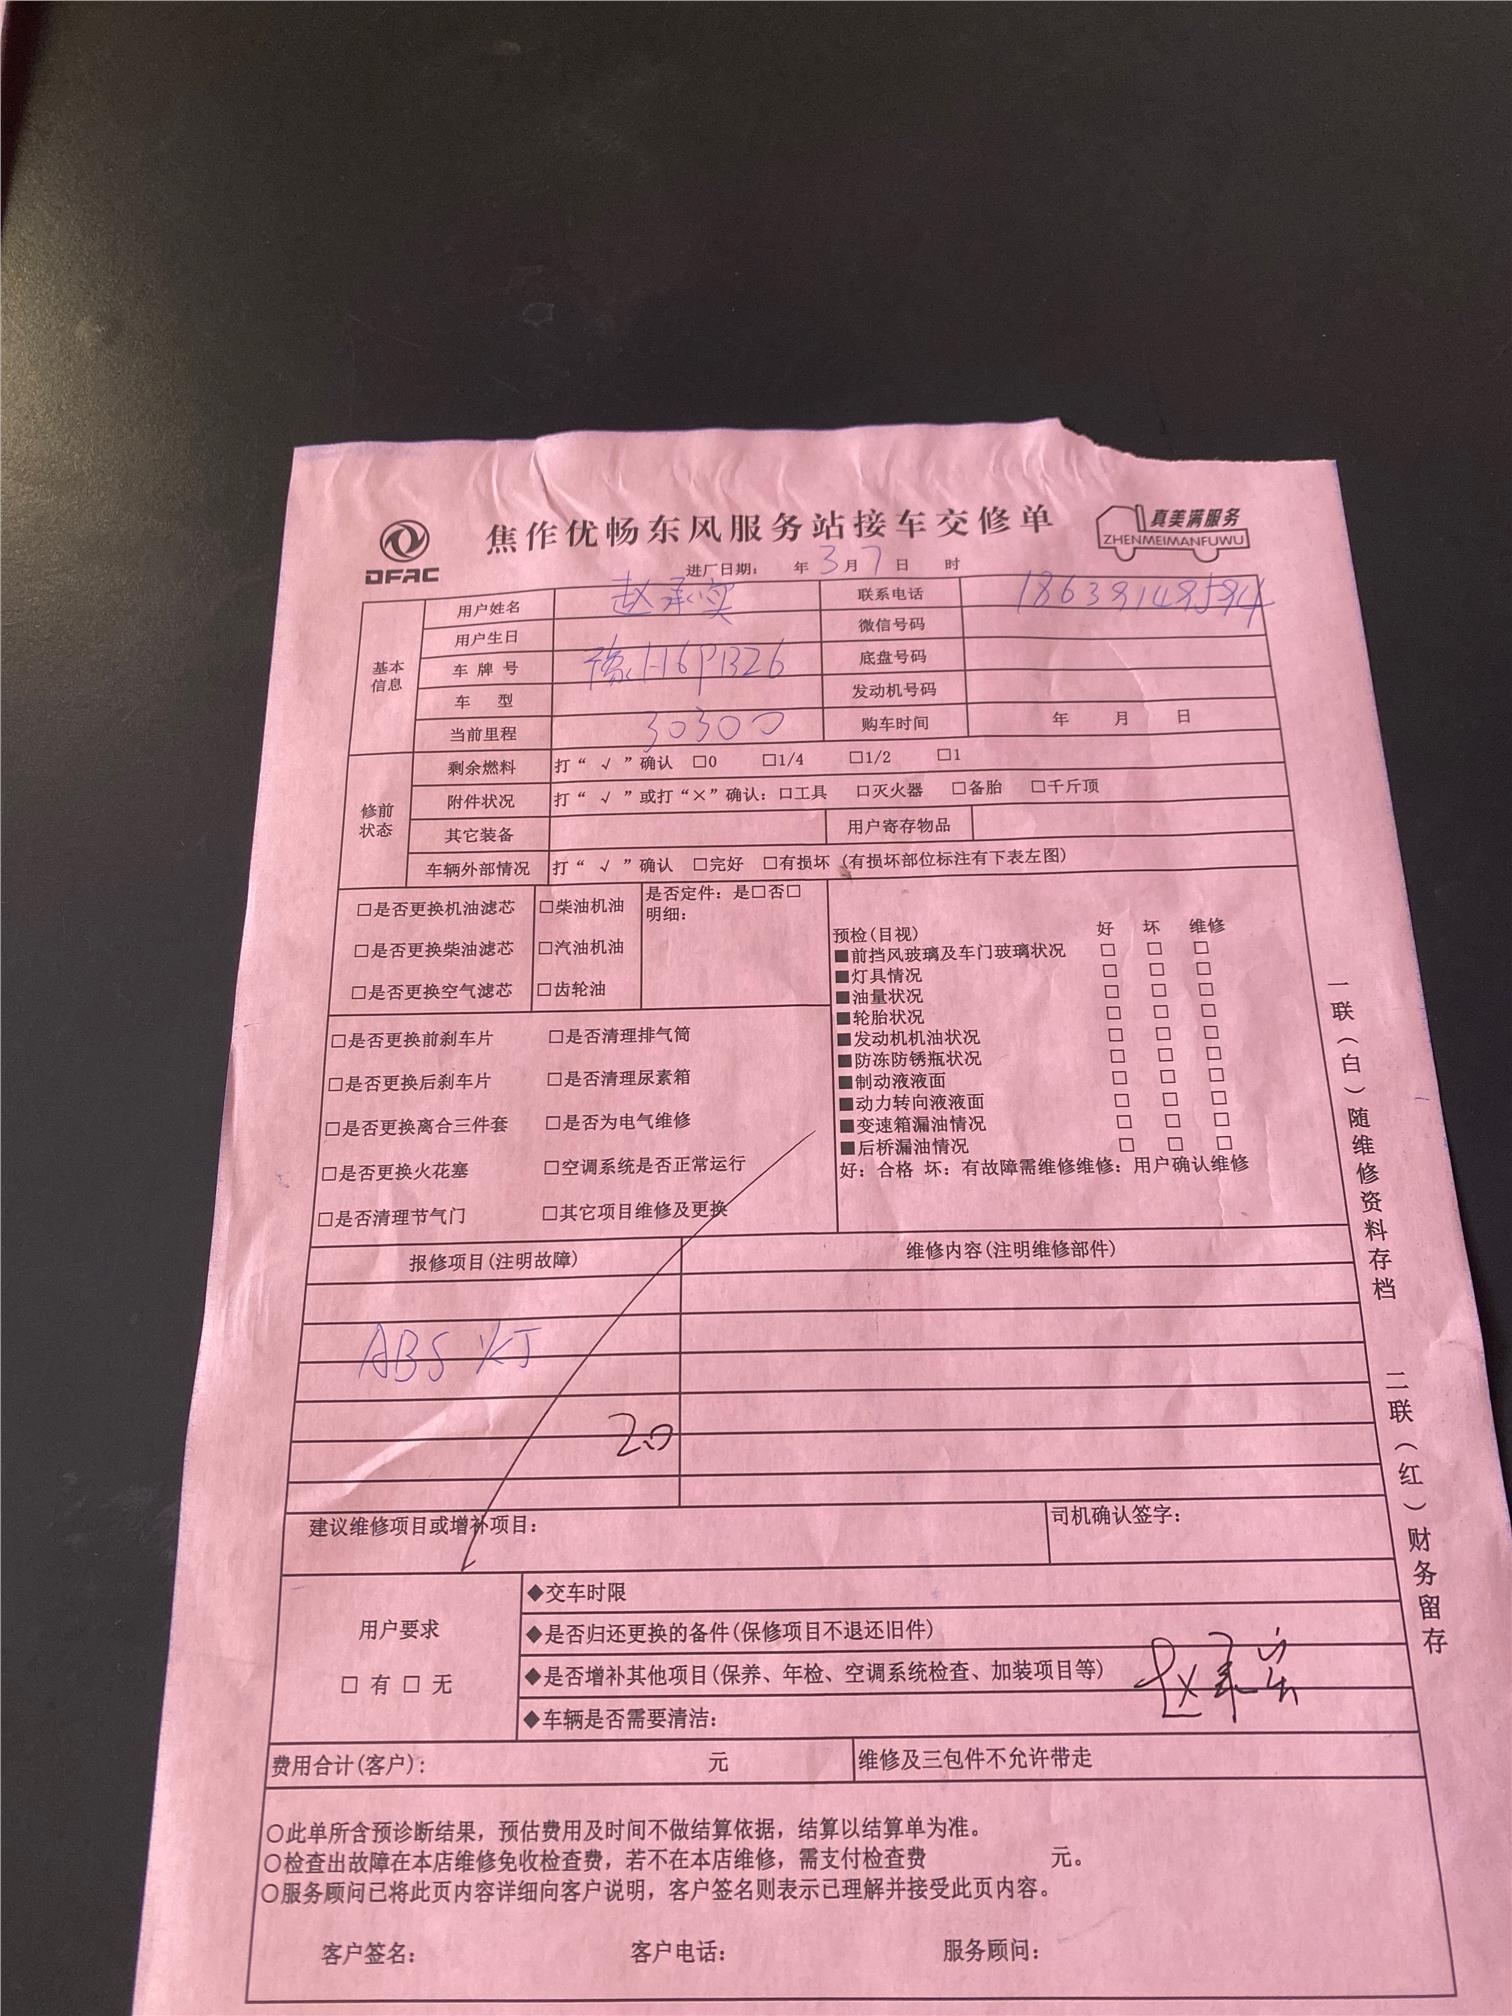 DFAC
焦作优畅东风服务站接车交修单
真美满服务
ZHENMEIMANFUWU
进厂日期： 年 3 月 7 日 时
基本信息
用户姓名 赵承实 联系电话
用户生日 微信号码
车牌号 豫H16PB26 底盘号码
车 型 发动机号码
当前里程 30300 购车时间 年 月 日
修前状态
剩余燃料 打“ √ ”确认 □0 □1/4 □1/2 □1
附件状况 打“ √ ”或打“×”确认：□工具 □灭火器 □备胎 □千斤顶
其它装备 用户寄存物品
车辆外部情况 打“ √ ”确认 □完好 □有损坏 (有损坏部位标注有下表左图)
□是否更换机油滤芯 □柴油机油
□是否更换柴油滤芯 □汽油机油
□是否更换空气滤芯 □齿轮油
是否定件：是□否□
明细：
□是否更换前刹车片 □是否清理排气筒
□是否更换后刹车片 □是否清理尿素箱
□是否更换离合三件套 □是否为电气维修
□是否更换火花塞 □空调系统是否正常运行
□是否清理节气门 □其它项目维修及更换
预检(目视) 好 坏 维修
■前挡风玻璃及车门玻璃状况 □ □ □
■灯具情况 □ □ □
■油量状况 □ □ □
■轮胎状况 □ □ □
■发动机机油状况 □ □ □
■防冻防锈瓶状况 □ □ □
■制动液液面 □ □ □
■动力转向液液面 □ □ □
■变速箱漏油情况 □ □ □
■后桥漏油情况 □ □ □
好：合格 坏：有故障需维修维修：用户确认维修
报修项目(注明故障) 维修内容(注明维修部件)
ABS灯
20
建议维修项目或增补项目： 司机确认签字：
用户要求
□ 有 □ 无
◆交车时限
◆是否归还更换的备件(保修项目不退还旧件)
◆是否增补其他项目(保养、年检、空调系统检查、加装项目等)
◆车辆是否需要清洁：
赵承实
费用合计(客户)： 元 维修及三包件不允许带走
○此单所含预诊断结果，预估费用及时间不做结算依据，结算以结算单为准。
○检查出故障在本店维修免收检查费，若不在本店维修，需支付检查费 元。
○服务顾问已将此页内容详细向客户说明，客户签名则表示已理解并接受此页内容。
客户签名： 客户电话： 服务顾问：
一联（白）随维修资料存档
二联（红）财务留存